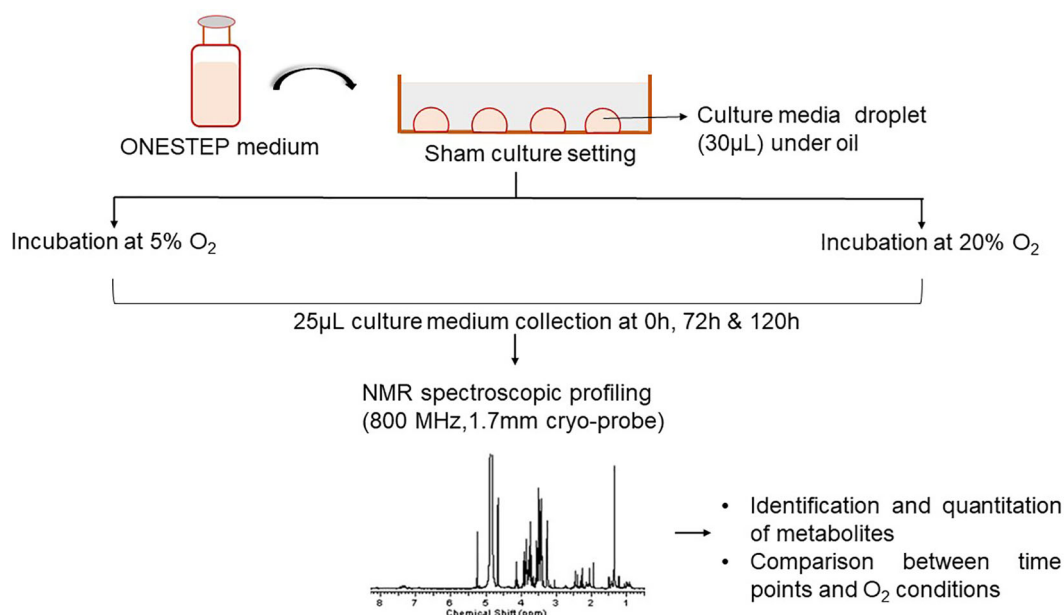 ONESTEP medium
Sham culture setting
Culture media droplet
(30µL) under oil
Incubation at 5% O₂
Incubation at 20% O₂
25µL culture medium collection at 0h, 72h & 120h
NMR spectroscopic profiling
(800 MHz,1.7mm cryo-probe)
8 7 6 5 4 3 2 1
Chemical Shift (ppm)
• Identification and quantitation
of metabolites
• Comparison between time
points and O₂ conditions